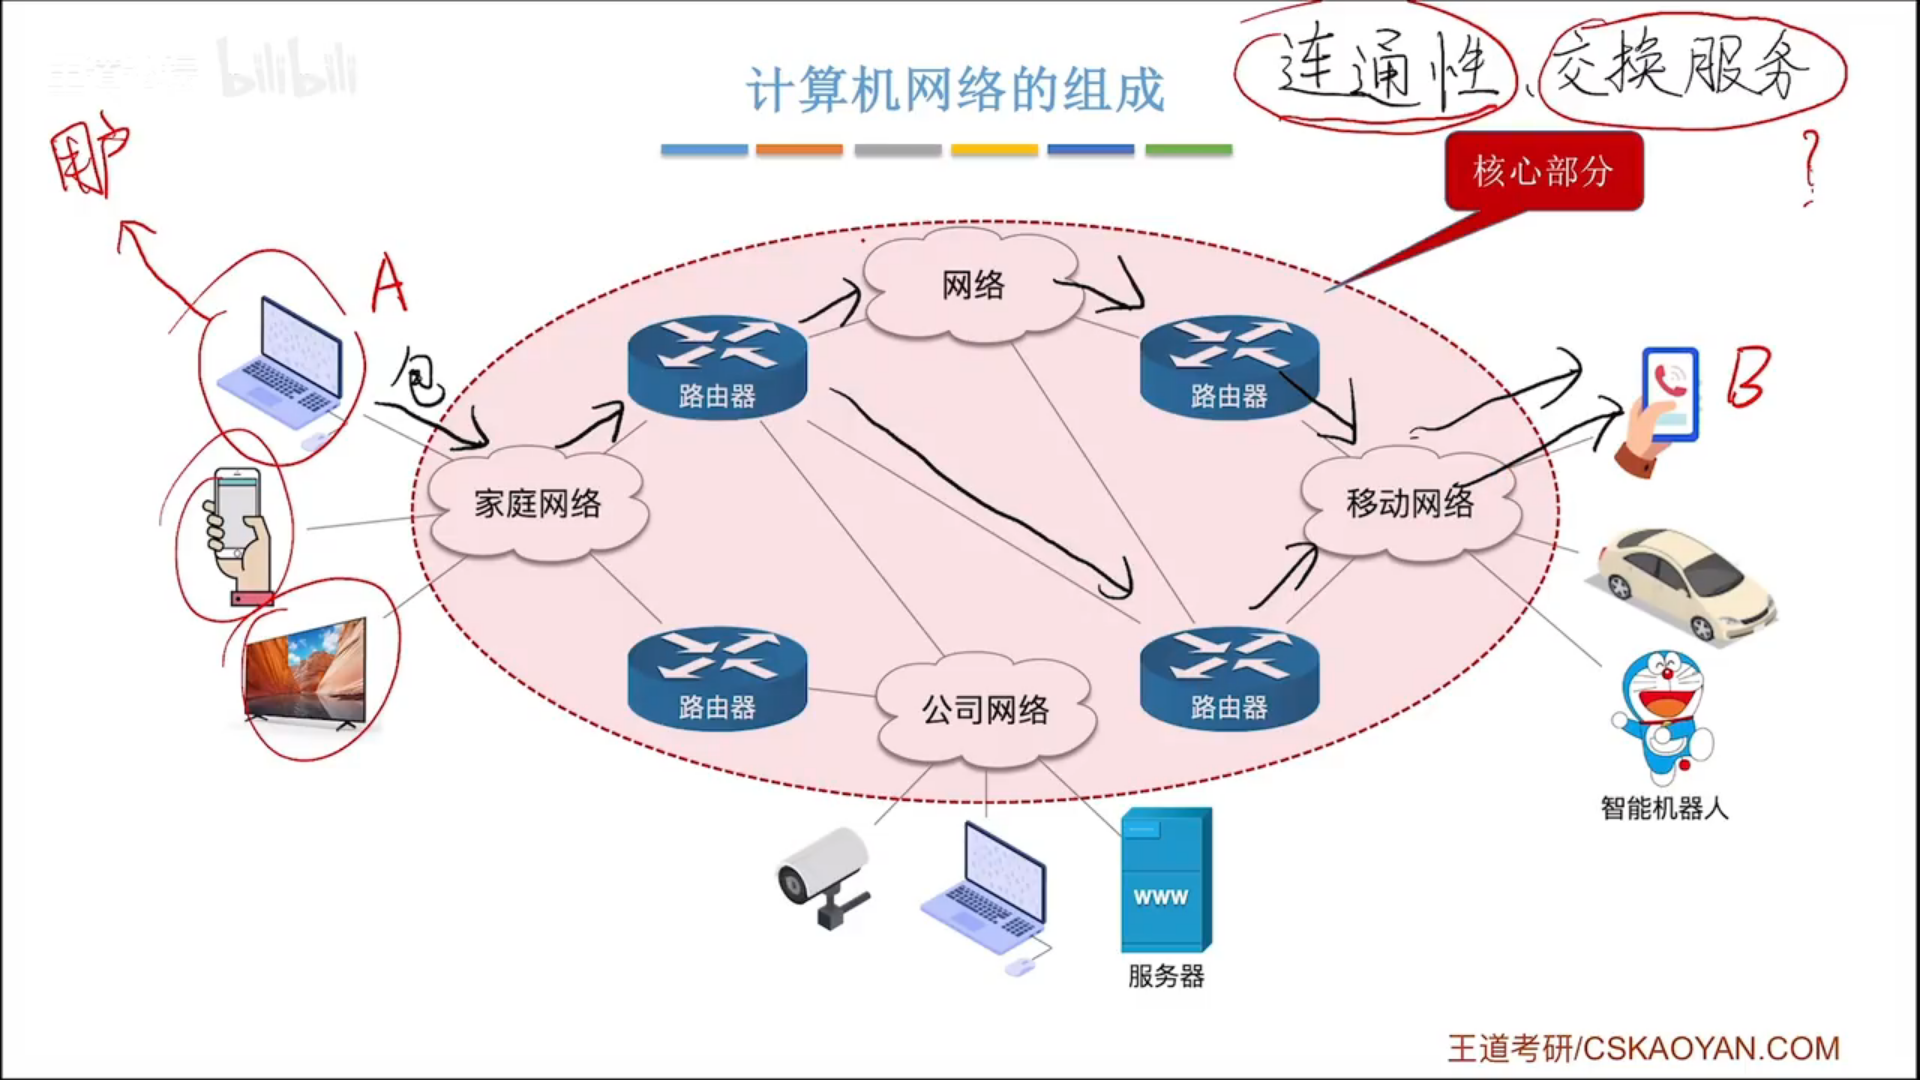 bilibili
计算机网络的组成
连通性、交换服务
核心部分
?
用户
A
包
网络
路由器
路由器
B
家庭网络
移动网络
路由器
公司网络
路由器
智能机器人
WWW
服务器
王道考研/CSKAOYAN.COM